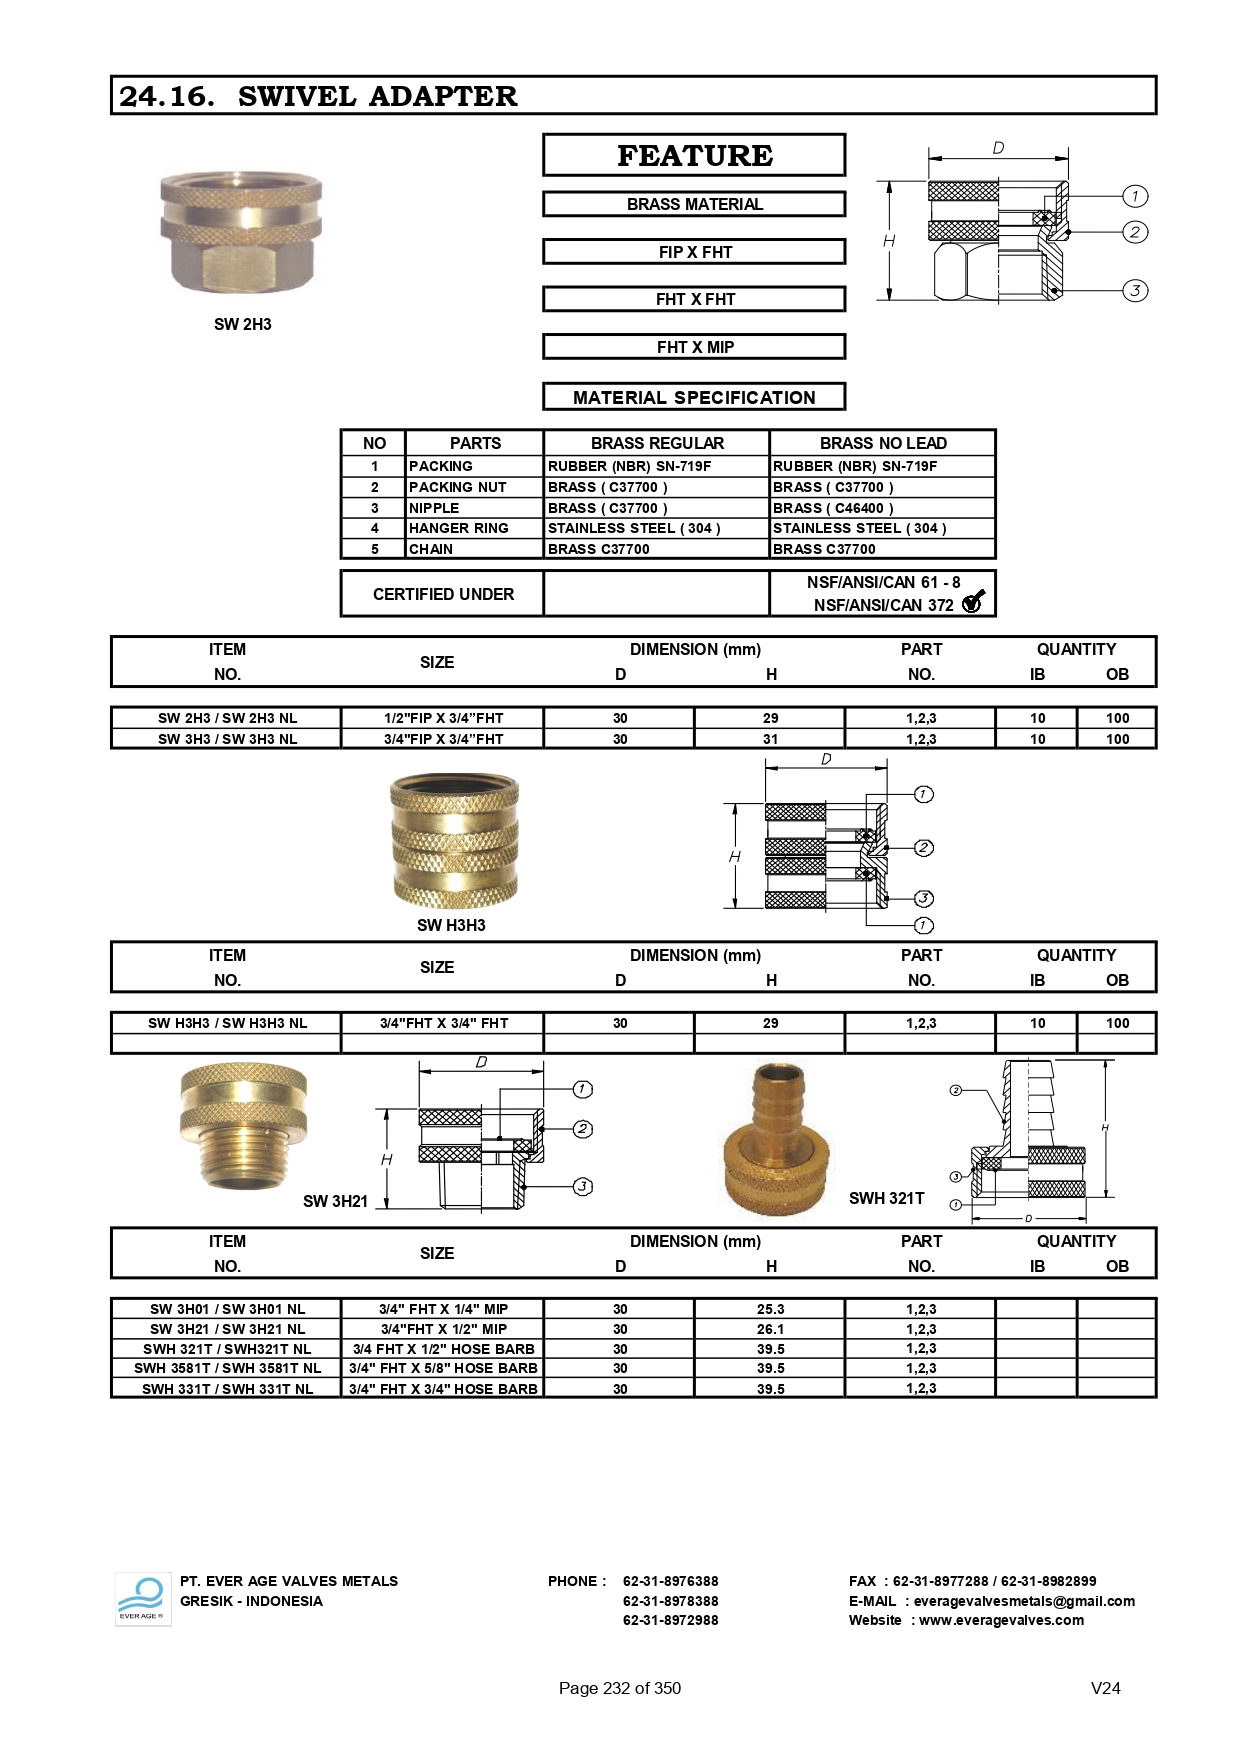 24.16. SWIVEL ADAPTER
FEATURE
BRASS MATERIAL
FIP X FHT
FHT X FHT
FHT X MIP
MATERIAL SPECIFICATION
D
H
1
2
3
SW 2H3
NO PARTS BRASS REGULAR BRASS NO LEAD
1 PACKING RUBBER (NBR) SN-719F RUBBER (NBR) SN-719F
2 PACKING NUT BRASS ( C37700 ) BRASS ( C37700 )
3 NIPPLE BRASS ( C37700 ) BRASS ( C46400 )
4 HANGER RING STAINLESS STEEL ( 304 ) STAINLESS STEEL ( 304 )
5 CHAIN BRASS C37700 BRASS C37700
CERTIFIED UNDER
NSF/ANSI/CAN 61 - 8
NSF/ANSI/CAN 372
ITEM SIZE DIMENSION (mm) PART QUANTITY
NO. D H NO. IB OB
SW 2H3 / SW 2H3 NL 1/2"FIP X 3/4”FHT 30 29 1,2,3 10 100
SW 3H3 / SW 3H3 NL 3/4"FIP X 3/4”FHT 30 31 1,2,3 10 100
D
H
1
2
3
1
SW H3H3
ITEM SIZE DIMENSION (mm) PART QUANTITY
NO. D H NO. IB OB
SW H3H3 / SW H3H3 NL 3/4"FHT X 3/4" FHT 30 29 1,2,3 10 100
D
H
1
2
3
SW 3H21
2
3
1
H
D
SWH 321T
ITEM SIZE DIMENSION (mm) PART QUANTITY
NO. D H NO. IB OB
SW 3H01 / SW 3H01 NL 3/4" FHT X 1/4" MIP 30 25.3 1,2,3
SW 3H21 / SW 3H21 NL 3/4"FHT X 1/2" MIP 30 26.1 1,2,3
SWH 321T / SWH321T NL 3/4 FHT X 1/2" HOSE BARB 30 39.5 1,2,3
SWH 3581T / SWH 3581T NL 3/4" FHT X 5/8" HOSE BARB 30 39.5 1,2,3
SWH 331T / SWH 331T NL 3/4" FHT X 3/4" HOSE BARB 30 39.5 1,2,3
EVER AGE ®
PT. EVER AGE VALVES METALS PHONE : 62-31-8976388 FAX : 62-31-8977288 / 62-31-8982899
GRESIK - INDONESIA 62-31-8978388 E-MAIL : everagevalvesmetals@gmail.com
62-31-8972988 Website : www.everagevalves.com
Page 232 of 350 V24